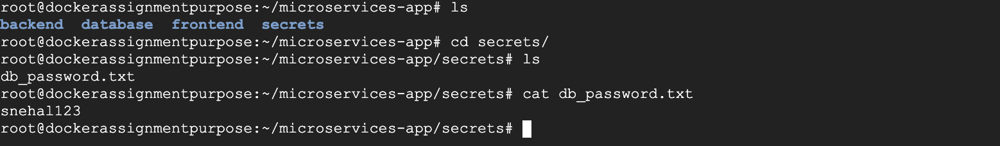 root@dockerassignmentpurpose:~/microservices-app# ls
backend  database  frontend  secrets
root@dockerassignmentpurpose:~/microservices-app# cd secrets/
root@dockerassignmentpurpose:~/microservices-app/secrets# ls
db_password.txt
root@dockerassignmentpurpose:~/microservices-app/secrets# cat db_password.txt
snehal123
root@dockerassignmentpurpose:~/microservices-app/secrets#